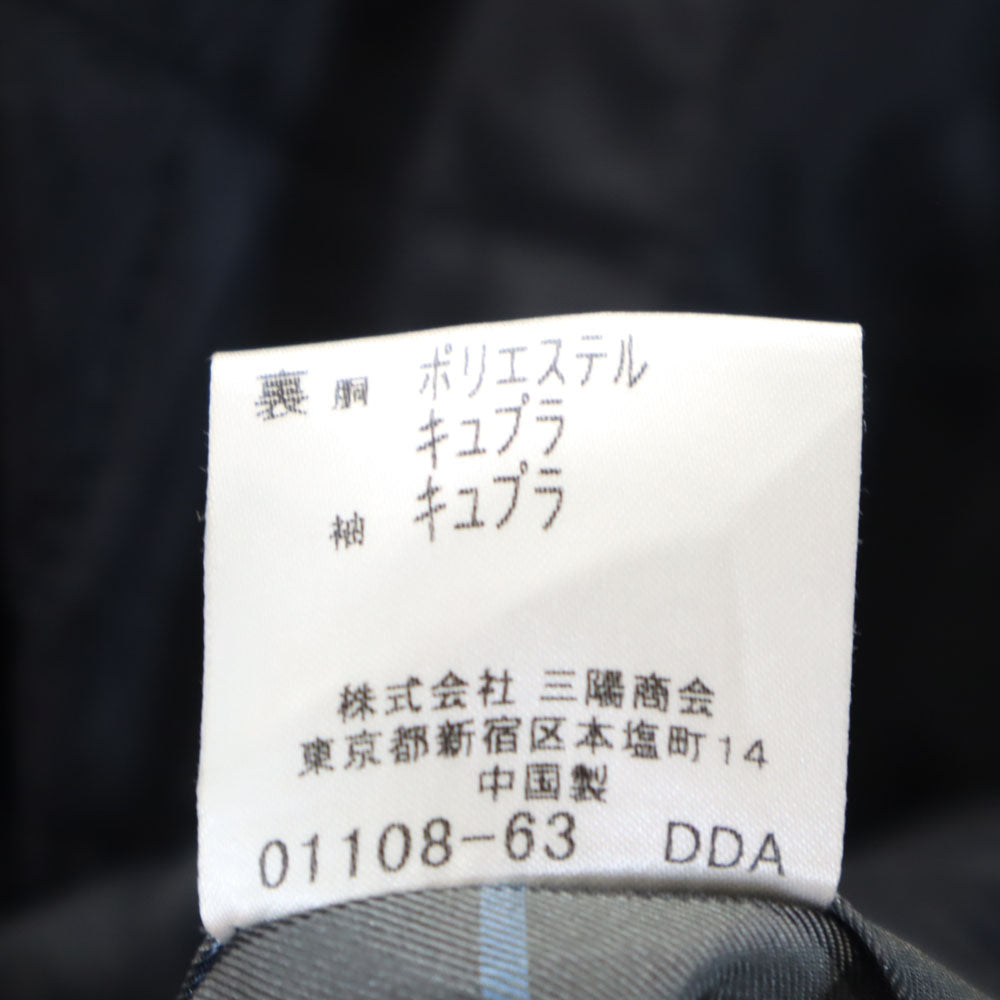 裏 胴 ポリエステル
キュプラ
袖 キュプラ
株式会社 三陽商会
東京都新宿区本塩町14
中国製
01108-63 DDA